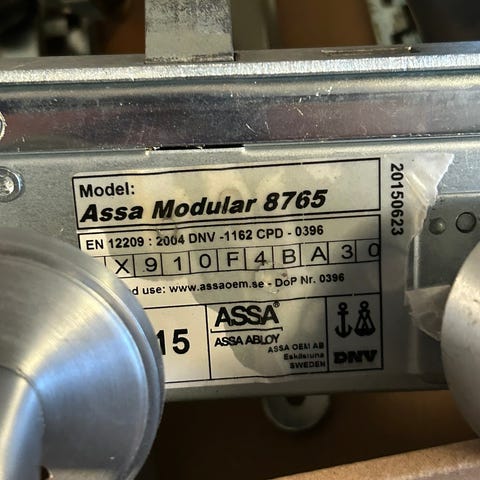 Model:
Assa Modular 8765
20150623
EN 12209 : 2004 DNV -1162 CPD - 0396
X 9 1 0 F 4 B A 3 0
use: www.assaoem.se - DoP Nr. 0396
15
ASSA®
ASSA ABLOY
ASSA OEM AB
Eskilstuna
SWEDEN
DNV